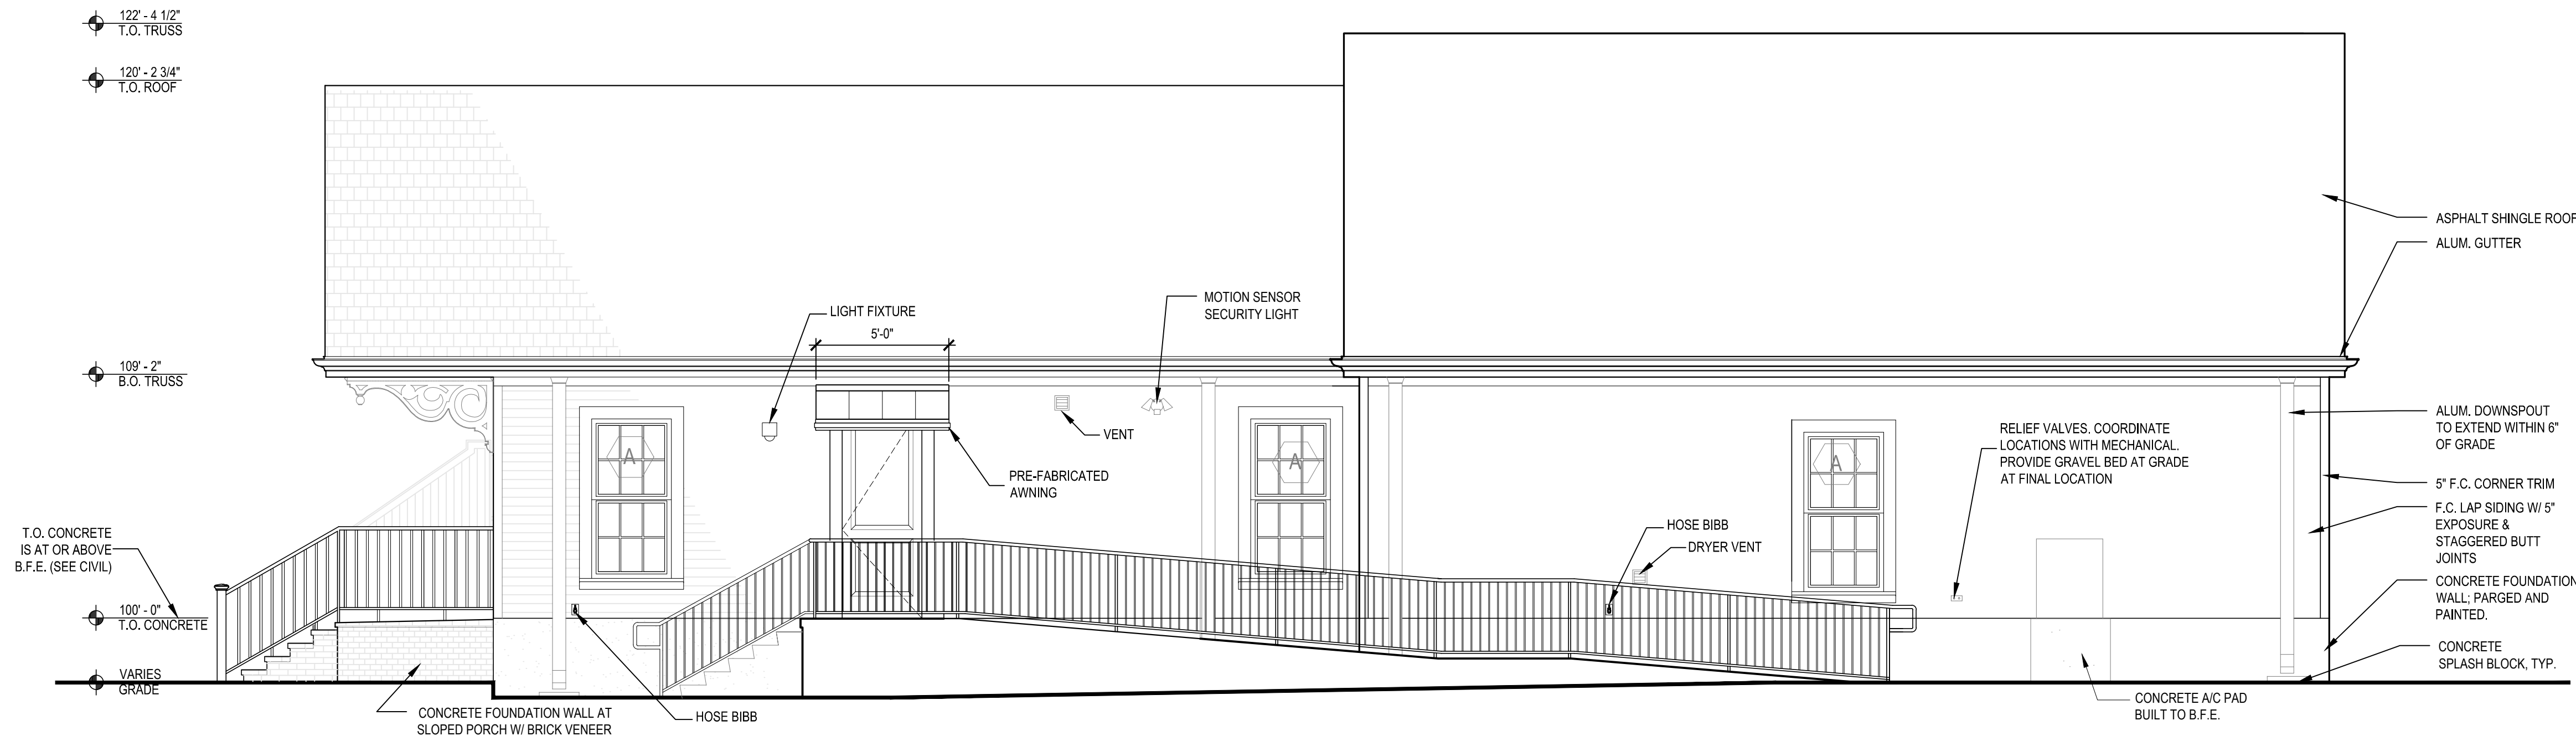 122' - 4 1/2"
T.O. TRUSS
120' - 2 3/4"
T.O. ROOF
109' - 2"
B.O. TRUSS
T.O. CONCRETE
IS AT OR ABOVE
B.F.E. (SEE CIVIL)
100' - 0"
T.O. CONCRETE
VARIES
GRADE
LIGHT FIXTURE
5'-0"
MOTION SENSOR
SECURITY LIGHT
VENT
PRE-FABRICATED
AWNING
A
A
A
RELIEF VALVES. COORDINATE
LOCATIONS WITH MECHANICAL.
PROVIDE GRAVEL BED AT GRADE
AT FINAL LOCATION
HOSE BIBB
DRYER VENT
CONCRETE FOUNDATION WALL AT
SLOPED PORCH W/ BRICK VENEER
HOSE BIBB
CONCRETE A/C PAD
BUILT TO B.F.E.
ASPHALT SHINGLE ROOF
ALUM. GUTTER
ALUM. DOWNSPOUT
TO EXTEND WITHIN 6"
OF GRADE
5" F.C. CORNER TRIM
F.C. LAP SIDING W/ 5"
EXPOSURE &
STAGGERED BUTT
JOINTS
CONCRETE FOUNDATION
WALL; PARGED AND
PAINTED.
CONCRETE
SPLASH BLOCK, TYP.